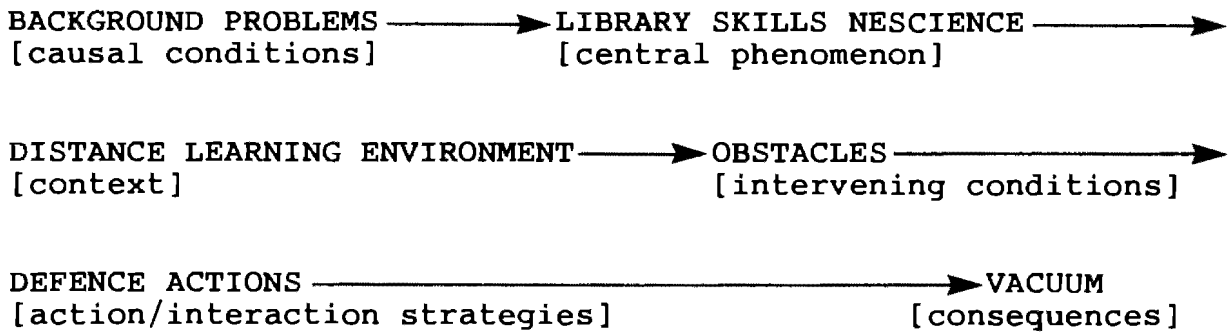 BACKGROUND PROBLEMS LIBRARY SKILLS NESCIENCE
[causal conditions] [central phenomenon]
DISTANCE LEARNING ENVIRONMENT OBSTACLES
[context] [intervening conditions]
DEFENCE ACTIONS VACUUM
[action/interaction strategies] [consequences]